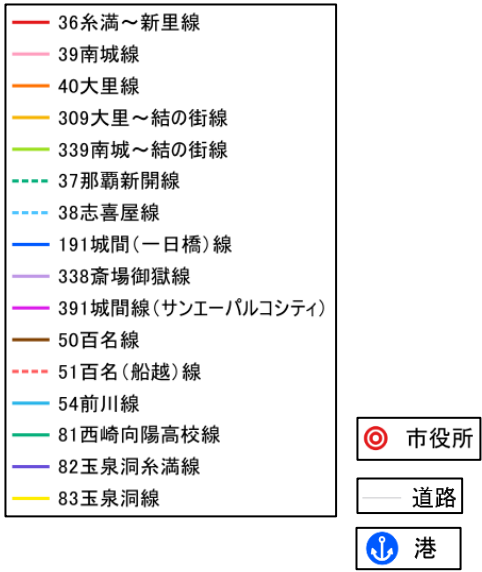 36糸満～新里線
39南城線
40大里線
309大里～結の街線
339南城～結の街線
37那覇新開線
38志喜屋線
191城間(一日橋)線
338斎場御嶽線
391城間線(サンエーパルコシティ)
50百名線
51百名(船越)線
54前川線
81西崎向陽高校線
82玉泉洞糸満線
83玉泉洞線
市役所
道路
港